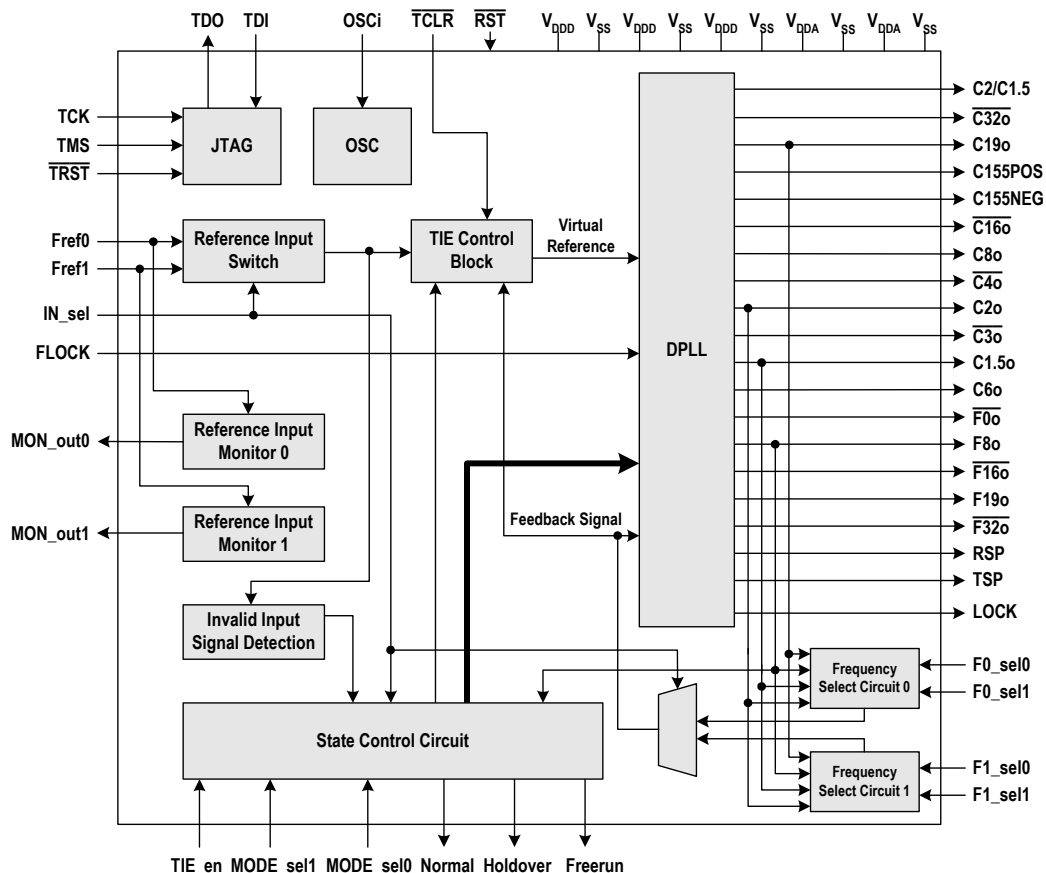 TDO TDI OSCi TCLR RST VDDD VSS VDDD VSS VDDD VSS VDDA VSS VDDA VSS
TCK
TMS
TRST
JTAG
OSC
Fref0
Fref1
IN_sel
FLOCK
Reference Input
Switch
TIE Control
Block
Virtual
Reference
DPLL
MON_out0
Reference Input
Monitor 0
MON_out1
Reference Input
Monitor 1
Feedback Signal
Invalid Input
Signal Detection
State Control Circuit
C2/C1.5
C32o
C19o
C155POS
C155NEG
C16o
C8o
C4o
C2o
C3o
C1.5o
C6o
F0o
F8o
F16o
F19o
F32o
RSP
TSP
LOCK
Frequency
Select Circuit 0
F0_sel0
F0_sel1
Frequency
Select Circuit 1
F1_sel0
F1_sel1
TIE_en MODE_sel1 MODE_sel0 Normal Holdover Freerun